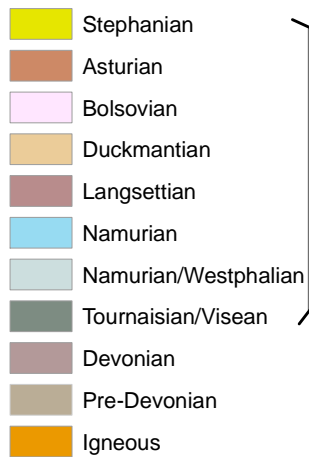 Stephanian
Asturian
Bolsovian
Duckmantian
Langsettian
Namurian
Namurian/Westphalian
Tournaisian/Visean
Devonian
Pre-Devonian
Igneous